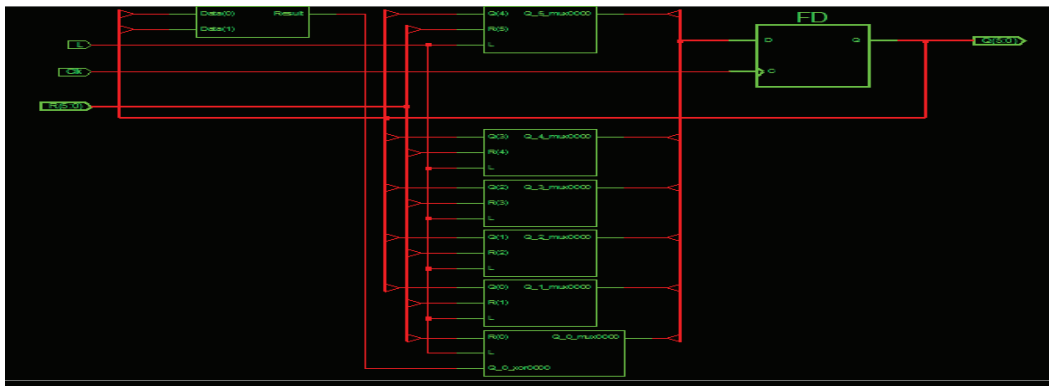 Data(0) Result
Data(1)
Q(4) Q_5_mux0000
R(5)
L
FD
D Q
C
Q(5:0)
L
Clk
R(5:0)
Q(3) Q_4_mux0000
R(4)
L
Q(2) Q_3_mux0000
R(3)
L
Q(1) Q_2_mux0000
R(2)
L
Q(0) Q_1_mux0000
R(1)
L
R(0) Q_0_mux0000
L
Q_0_xor0000